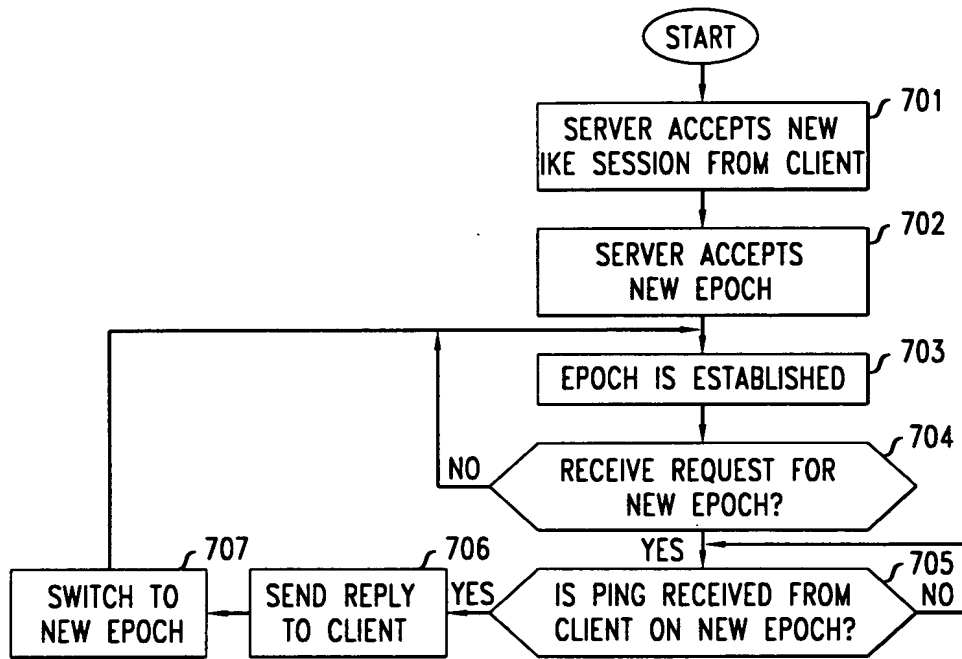 START
701
SERVER ACCEPTS NEW
IKE SESSION FROM CLIENT
702
SERVER ACCEPTS
NEW EPOCH
703
EPOCH IS ESTABLISHED
704
RECEIVE REQUEST FOR
NEW EPOCH?
NO
YES
705
IS PING RECEIVED FROM
CLIENT ON NEW EPOCH?
NO
YES
706
SEND REPLY
TO CLIENT
707
SWITCH TO
NEW EPOCH